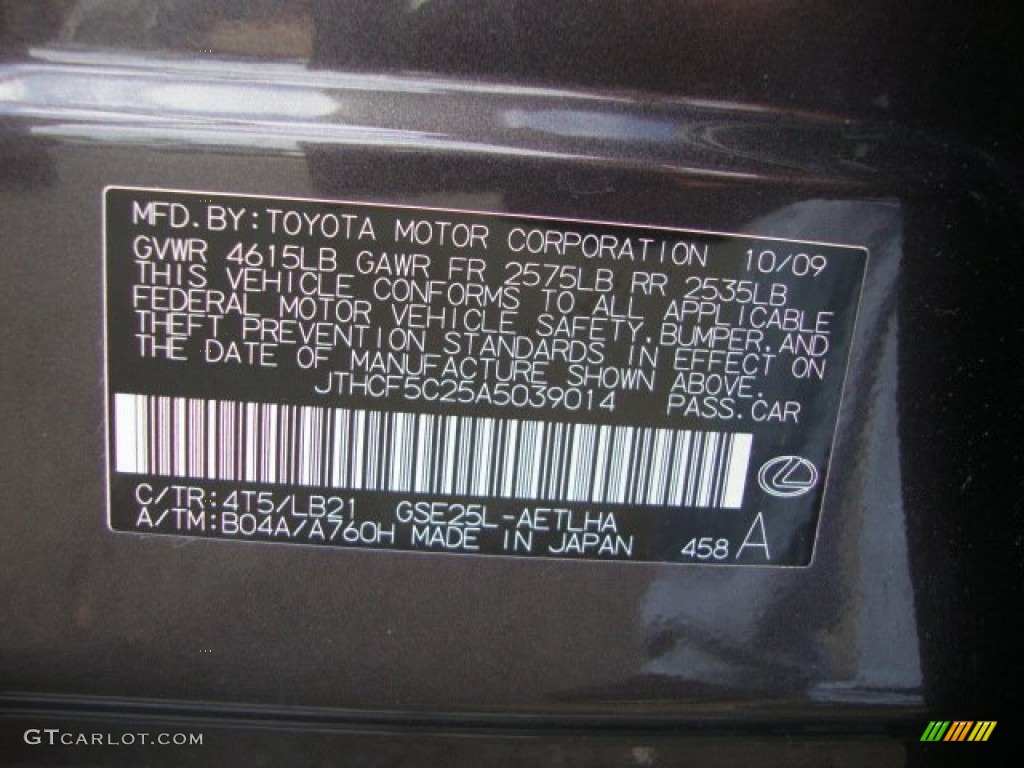 MFD. BY: TOYOTA MOTOR CORPORATION 10/09
GVWR 4615LB GAWR FR 2575LB RR 2535LB
THIS VEHICLE CONFORMS TO ALL APPLICABLE
FEDERAL MOTOR VEHICLE SAFETY, BUMPER, AND
THEFT PREVENTION STANDARDS IN EFFECT ON
THE DATE OF MANUFACTURE SHOWN ABOVE.
JTHCF5C25A5039014 PASS. CAR
C/TR: 4T5/LB21 GSE25L-AETLHA
A/TM: B04A/A760H MADE IN JAPAN 458 A
GTCARLOT.COM